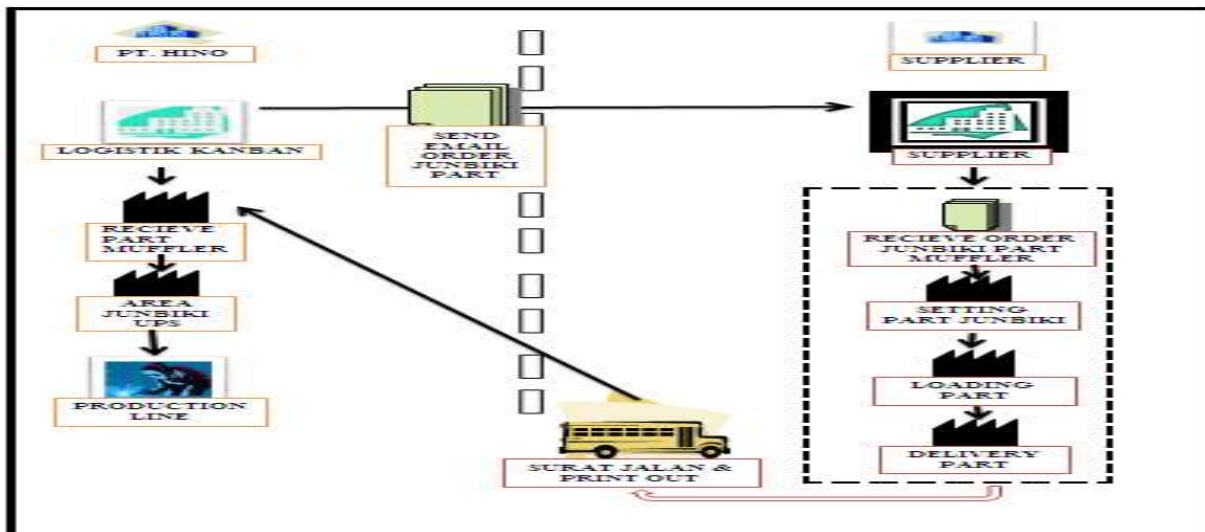 PT. HINO
SUPPLIER
SEND
EMAIL
ORDER
JUNBIKI
PART
LOGISTIK KANBAN
SUPPLIER
RECIEVE
PART
MUFFLER
RECIEVE ORDER
JUNBIKI PART
MUFFLER
AREA
JUNBIKI
UPS
SETTING
PART JUNBIKI
PRODUCTION
LINE
LOADING
PART
DELIVERY
PART
SURAT JALAN &
PRINT OUT